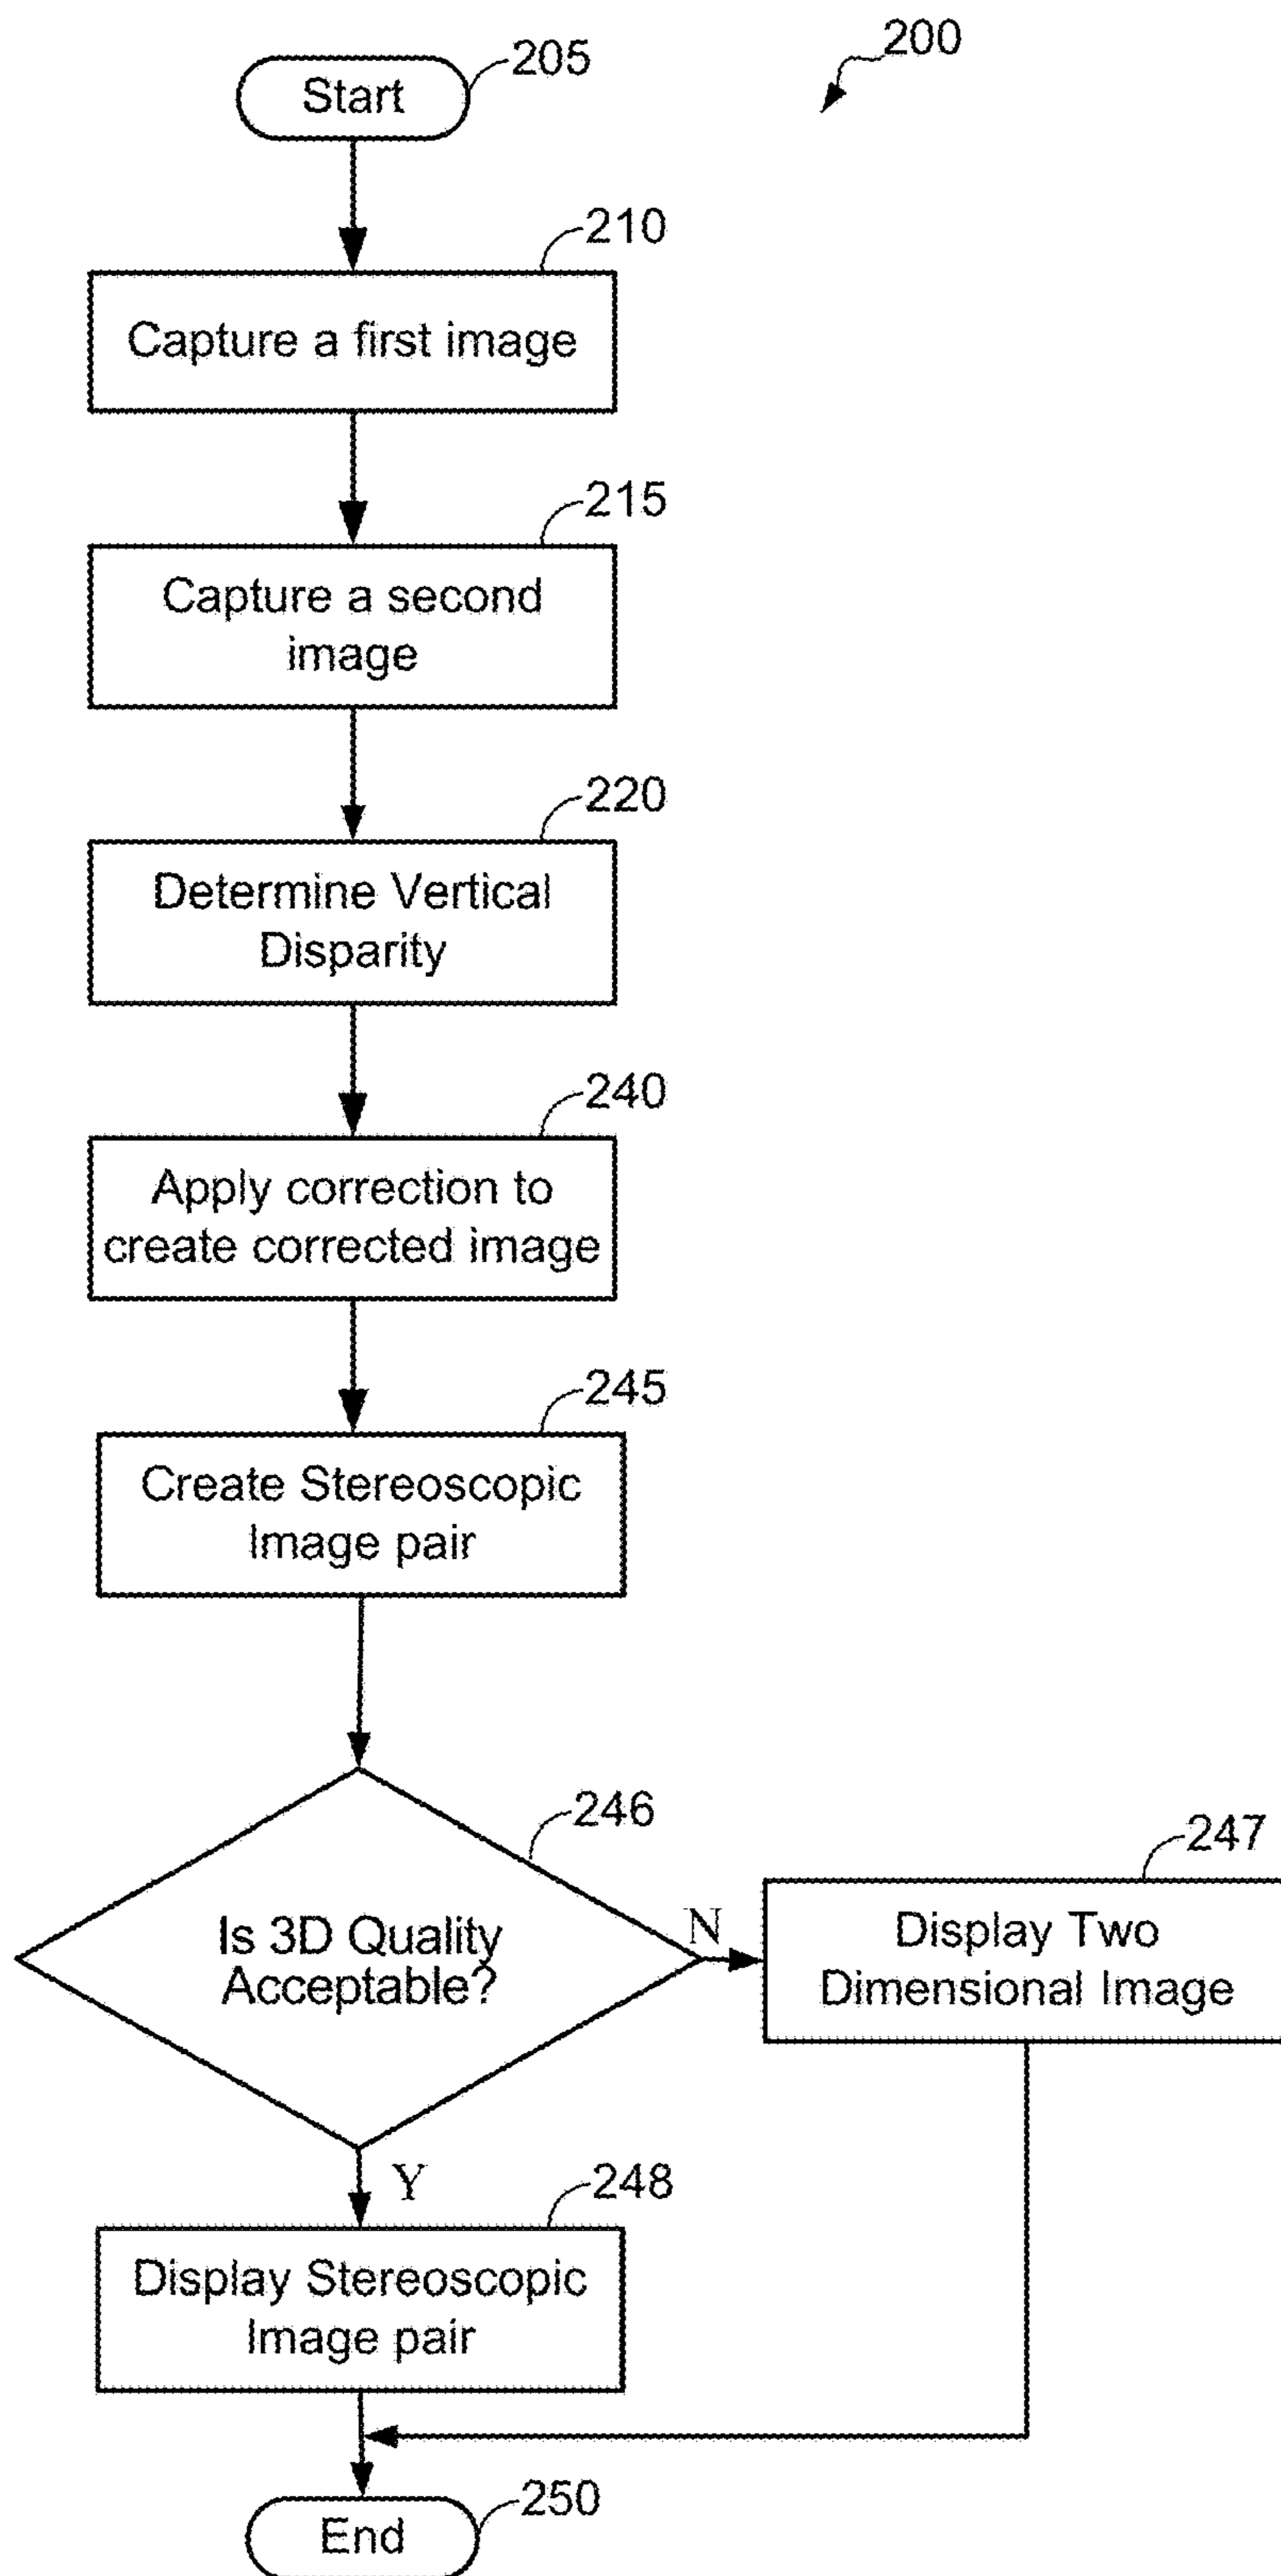 200
Start
205
210
Capture a first image
215
Capture a second
image
220
Determine Vertical
Disparity
240
Apply correction to
create corrected image
245
Create Stereoscopic
Image pair
246
Is 3D Quality
Acceptable?
N
247
Display Two
Dimensional Image
Y
248
Display Stereoscopic
Image pair
250
End